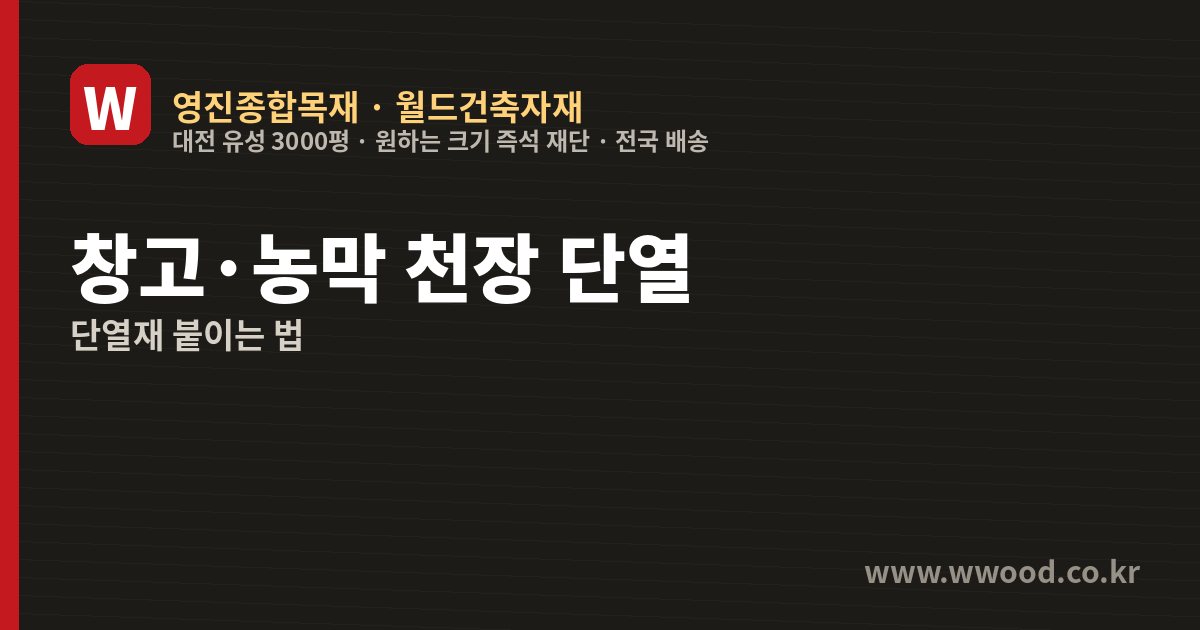 W
영진종합목재 · 월드건축자재
대전 유성 3000평 · 원하는 크기 즉석 재단 · 전국 배송
창고·농막 천장 단열
단열재 붙이는 법
www.wwood.co.kr